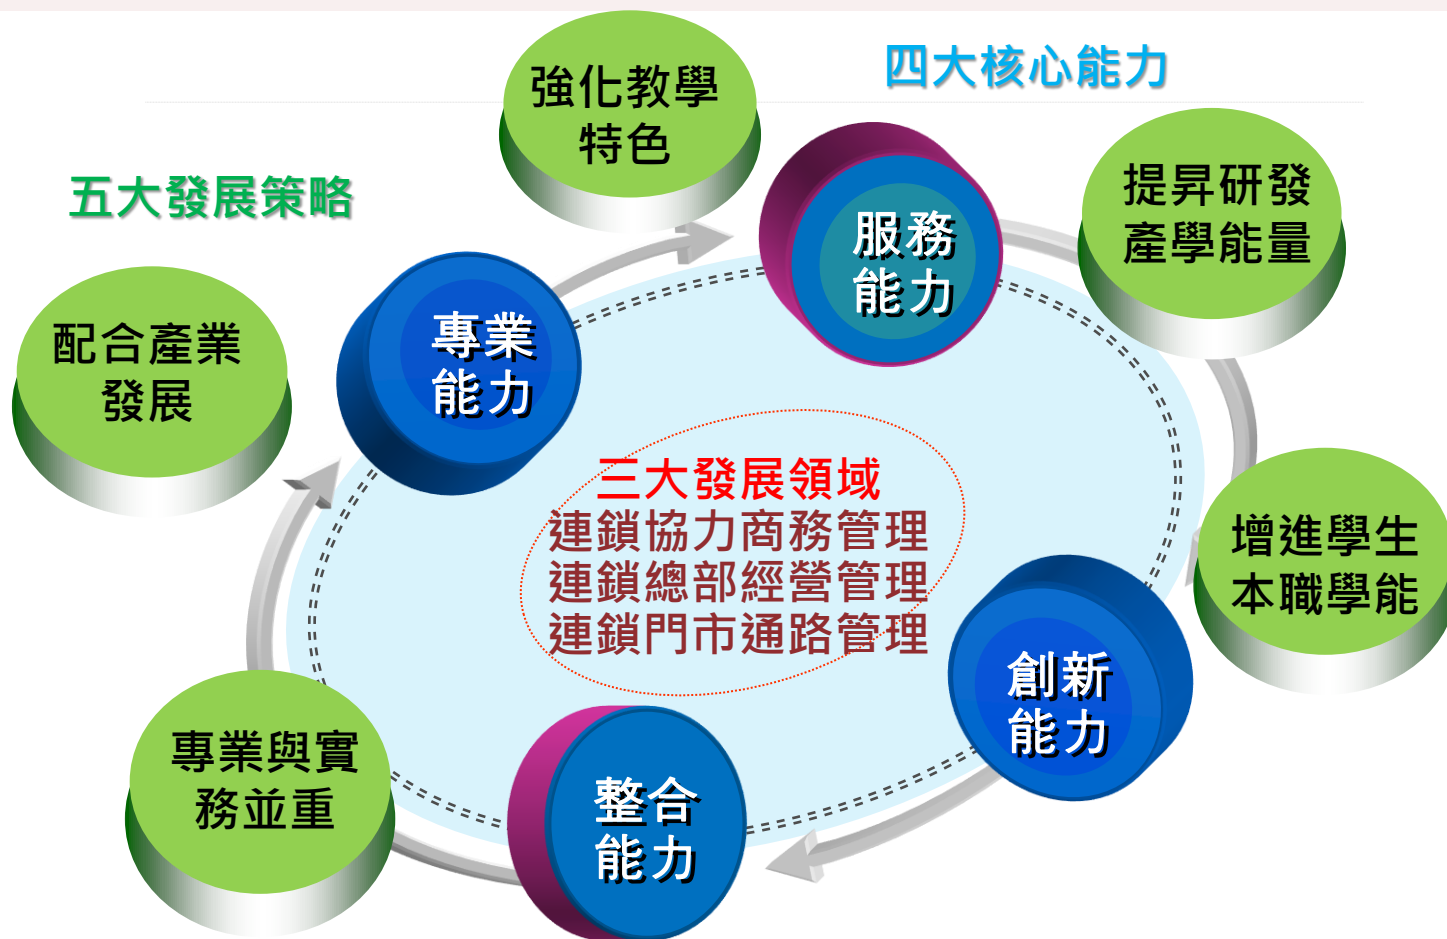 四大核心能力
強化教學
特色
五大發展策略
提昇研發
產學能量
服務
能力
專業
能力
配合產業
發展
三大發展領域
連鎖協力商務管理
連鎖總部經營管理
連鎖門市通路管理
增進學生
本職學能
創新
能力
專業與實
務並重
整合
能力